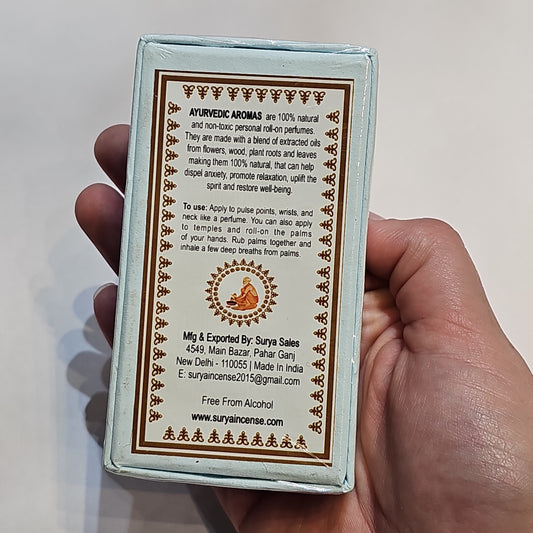 AYURVEDIC AROMAS are 100% natural
and non-toxic personal roll-on perfumes.
They are made with a blend of extracted oils
from flowers, wood, plant roots and leaves
making them 100% natural, that can help
dispel anxiety, promote relaxation, uplift the
spirit and restore well-being.
To use: Apply to pulse points, wrists, and
neck like a perfume. You can also apply
to temples and roll-on the palms
of your hands. Rub palms together and
inhale a few deep breaths from palms.
Mfg & Exported By: Surya Sales
4549, Main Bazar, Pahar Ganj
New Delhi - 110055 | Made In India
E: suryaincense2015@gmail.com
Free From Alcohol
www.suryaincense.com